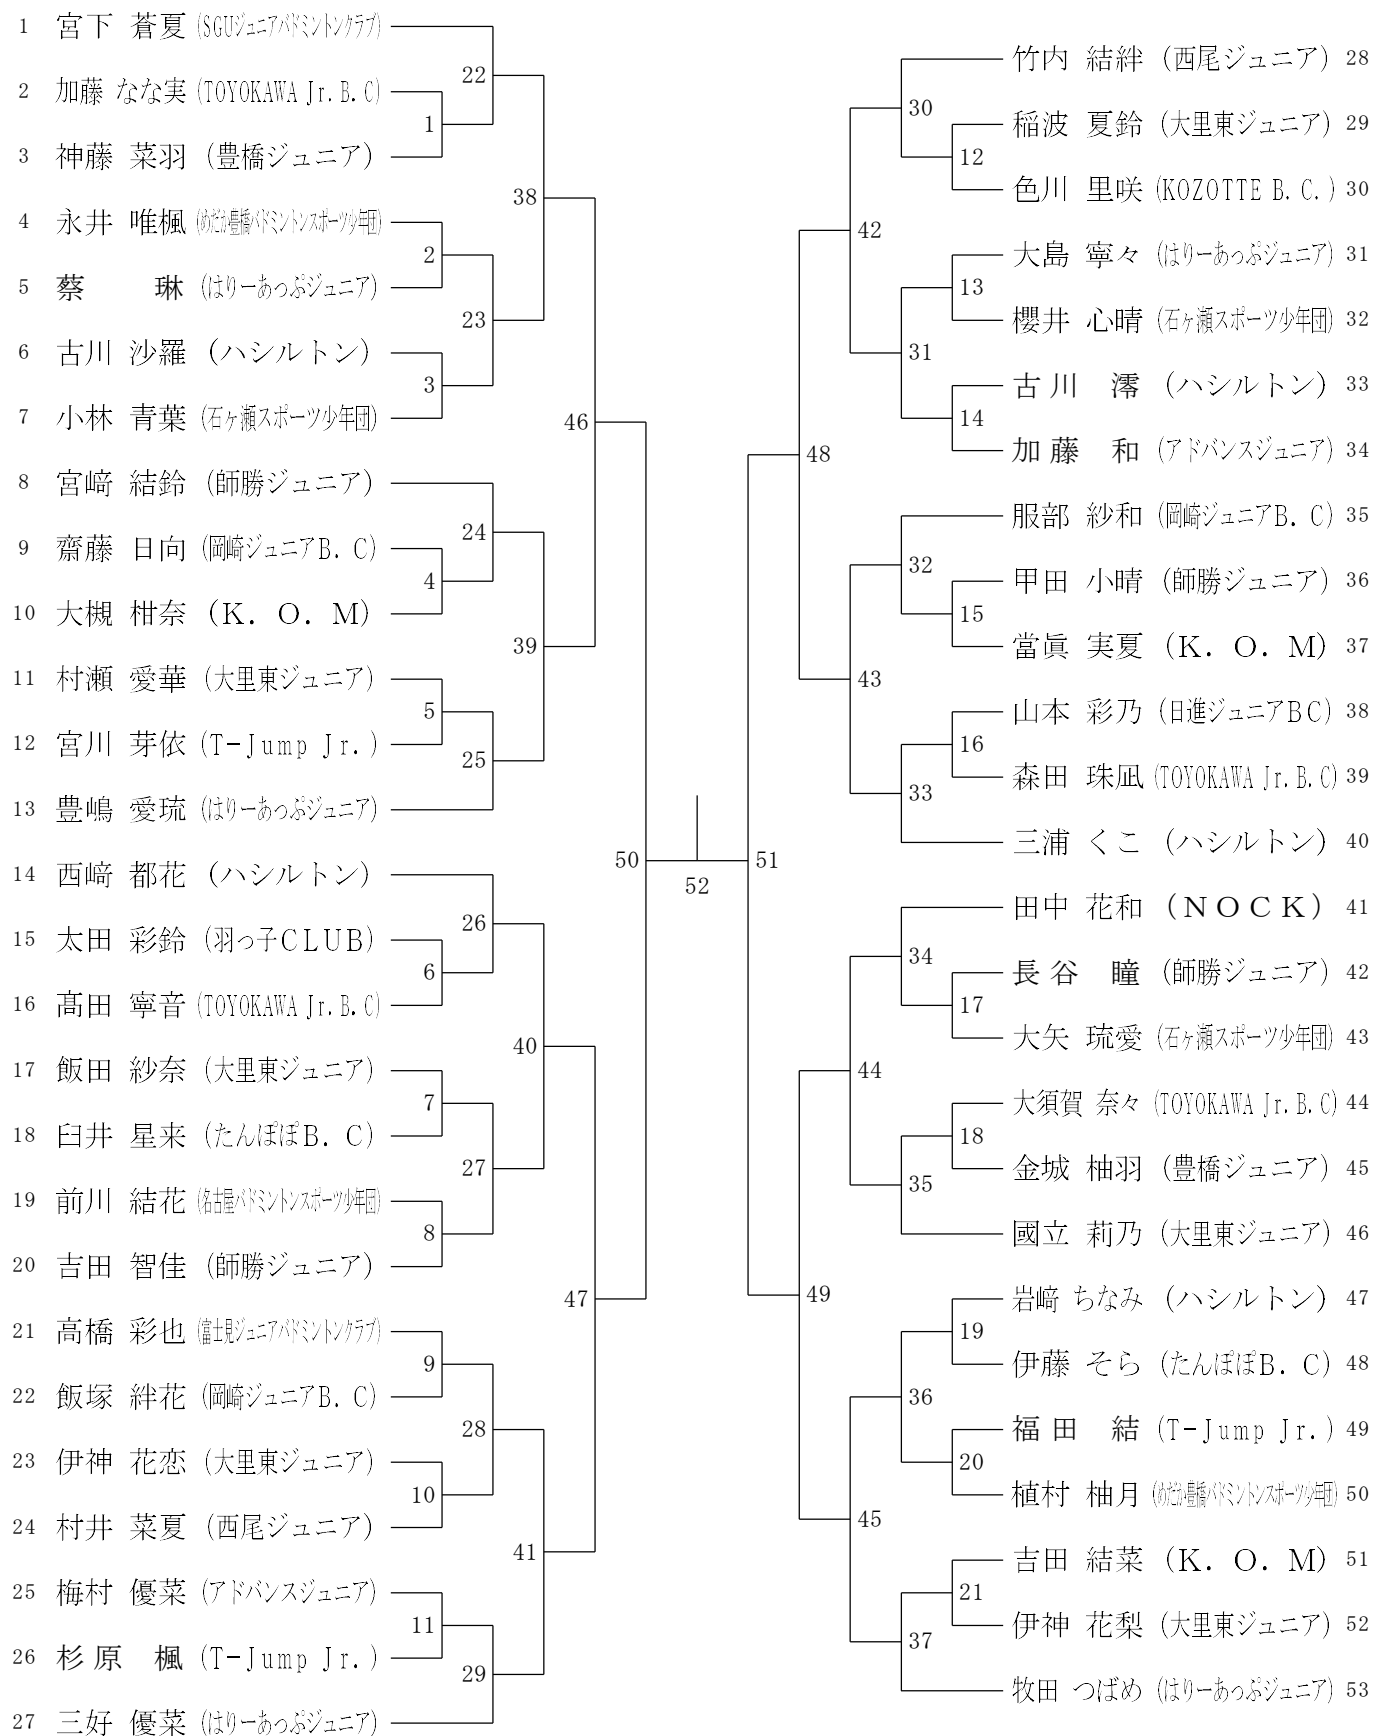 1 宮下 蒼夏 (SGUジュニアバドミントンクラブ)
2 加藤 なな実 (TOYOKAWA Jr.B.C)
3 神藤 菜羽 (豊橋ジュニア)
4 永井 唯楓 (めだか豊橋バドミントンスポーツ少年団)
5 蔡 琳 (はりーあっぷジュニア)
6 古川 沙羅 (ハシルトン)
7 小林 青葉 (石ヶ瀬スポーツ少年団)
8 宮﨑 結鈴 (師勝ジュニア)
9 齋藤 日向 (岡崎ジュニアB.C)
10 大槻 柑奈 (K.O.M)
11 村瀬 愛華 (大里東ジュニア)
12 宮川 芽依 (T-Jump Jr.)
13 豊嶋 愛琉 (はりーあっぷジュニア)
14 西﨑 都花 (ハシルトン)
15 太田 彩鈴 (羽っ子CLUB)
16 髙田 寧音 (TOYOKAWA Jr.B.C)
17 飯田 紗奈 (大里東ジュニア)
18 臼井 星来 (たんぽぽB.C)
19 前川 結花 (名古屋バドミントンスポーツ少年団)
20 吉田 智佳 (師勝ジュニア)
21 高橋 彩也 (富士見ジュニアバドミントンクラブ)
22 飯塚 絆花 (岡崎ジュニアB.C)
23 伊神 花恋 (大里東ジュニア)
24 村井 菜夏 (西尾ジュニア)
25 梅村 優菜 (アドバンスジュニア)
26 杉原 楓 (T-Jump Jr.)
27 三好 優菜 (はりーあっぷジュニア)
1
2
3
4
5
6
7
8
9
10
11
22
23
24
25
26
27
28
29
38
39
40
41
46
47
50
52
51
48
49
42
43
44
45
30
31
32
33
34
35
36
37
12
13
14
15
16
17
18
19
20
21
竹内 結絆 (西尾ジュニア) 28
稲波 夏鈴 (大里東ジュニア) 29
色川 里咲 (KOZOTTE B.C.) 30
大島 寧々 (はりーあっぷジュニア) 31
櫻井 心晴 (石ヶ瀬スポーツ少年団) 32
古川 澪 (ハシルトン) 33
加藤 和 (アドバンスジュニア) 34
服部 紗和 (岡崎ジュニアB.C) 35
甲田 小晴 (師勝ジュニア) 36
當眞 実夏 (K.O.M) 37
山本 彩乃 (日進ジュニアBC) 38
森田 珠凪 (TOYOKAWA Jr.B.C) 39
三浦 くこ (ハシルトン) 40
田中 花和 (NOCK) 41
長谷 瞳 (師勝ジュニア) 42
大矢 琉愛 (石ヶ瀬スポーツ少年団) 43
大須賀 奈々 (TOYOKAWA Jr.B.C) 44
金城 柚羽 (豊橋ジュニア) 45
國立 莉乃 (大里東ジュニア) 46
岩﨑 ちなみ (ハシルトン) 47
伊藤 そら (たんぽぽB.C) 48
福田 結 (T-Jump Jr.) 49
植村 柚月 (めだか豊橋バドミントンスポーツ少年団) 50
吉田 結菜 (K.O.M) 51
伊神 花梨 (大里東ジュニア) 52
牧田 つばめ (はりーあっぷジュニア) 53